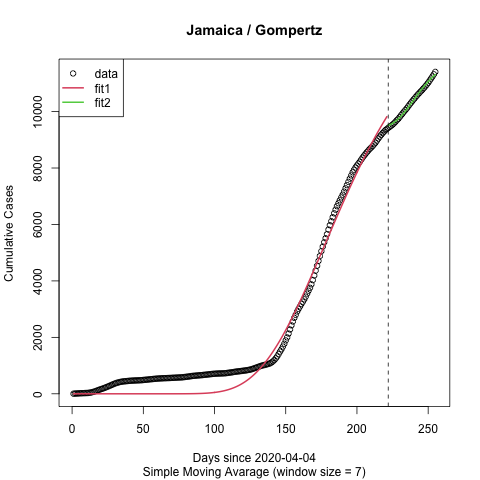 Jamaica / Gompertz
data
fit1
fit2
Cumulative Cases
0
2000
4000
6000
8000
10000
0
50
100
150
200
250
Days since 2020-04-04
Simple Moving Avarage (window size = 7)